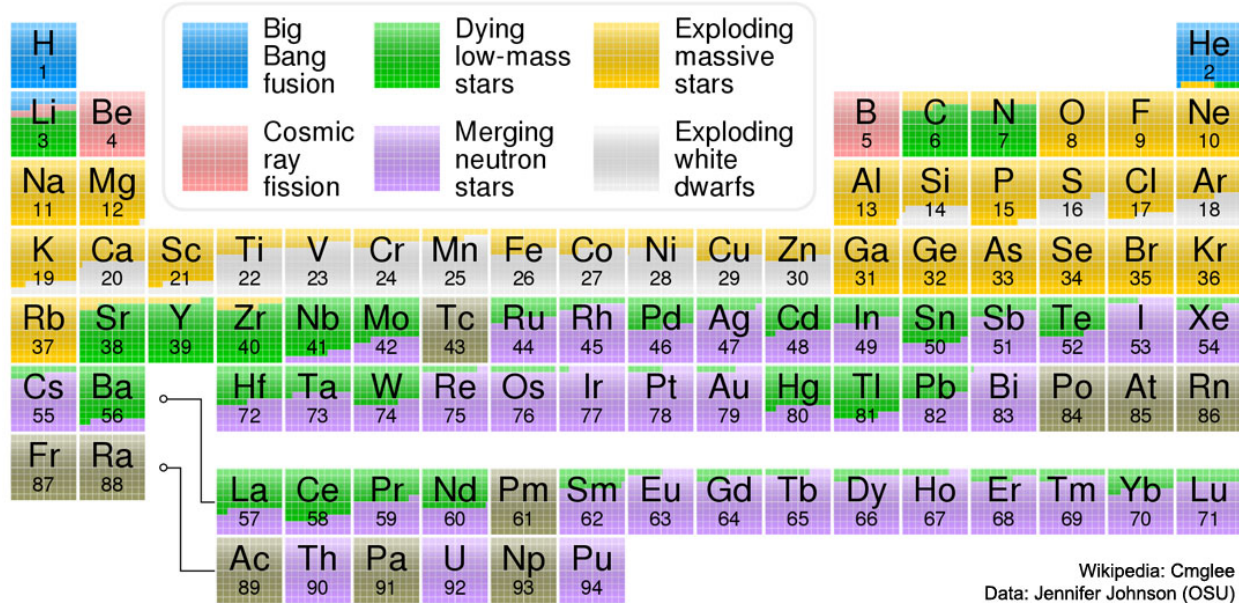 Big Bang fusion
Dying low-mass stars
Exploding massive stars
Cosmic ray fission
Merging neutron stars
Exploding white dwarfs
H He
1 2
Li Be B C N O F Ne
3 4 5 6 7 8 9 10
Na Mg Al Si P S Cl Ar
11 12 13 14 15 16 17 18
K Ca Sc Ti V Cr Mn Fe Co Ni Cu Zn Ga Ge As Se Br Kr
19 20 21 22 23 24 25 26 27 28 29 30 31 32 33 34 35 36
Rb Sr Y Zr Nb Mo Tc Ru Rh Pd Ag Cd In Sn Sb Te I Xe
37 38 39 40 41 42 43 44 45 46 47 48 49 50 51 52 53 54
Cs Ba Hf Ta W Re Os Ir Pt Au Hg Tl Pb Bi Po At Rn
55 56 72 73 74 75 76 77 78 79 80 81 82 83 84 85 86
Fr Ra
87 88
La Ce Pr Nd Pm Sm Eu Gd Tb Dy Ho Er Tm Yb Lu
57 58 59 60 61 62 63 64 65 66 67 68 69 70 71
Ac Th Pa U Np Pu
89 90 91 92 93 94
Wikipedia: Cmglee
Data: Jennifer Johnson (OSU)